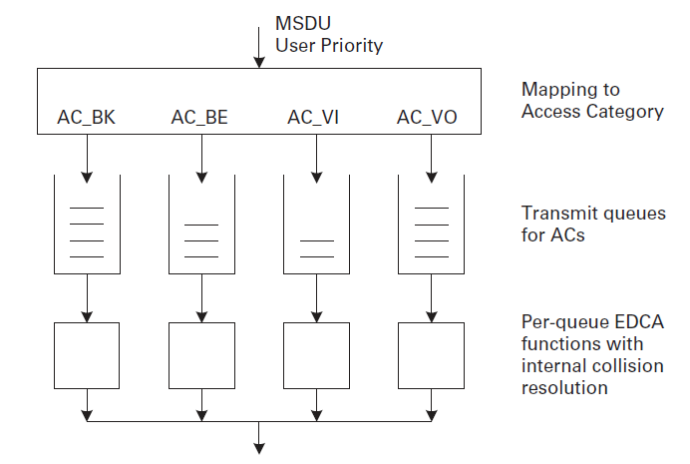 MSDU
User Priority
Mapping to
Access Category
AC_BK
AC_BE
AC_VI
AC_VO
Transmit queues
for ACs
Per-queue EDCA
functions with
internal collision
resolution